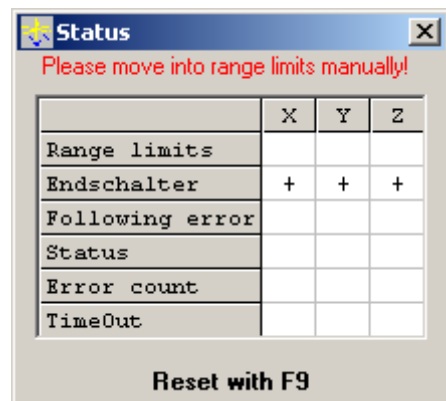 Status
Please move into range limits manually!
X Y Z
Range limits
Endschalter + + +
Following error
Status
Error count
TimeOut
Reset with F9